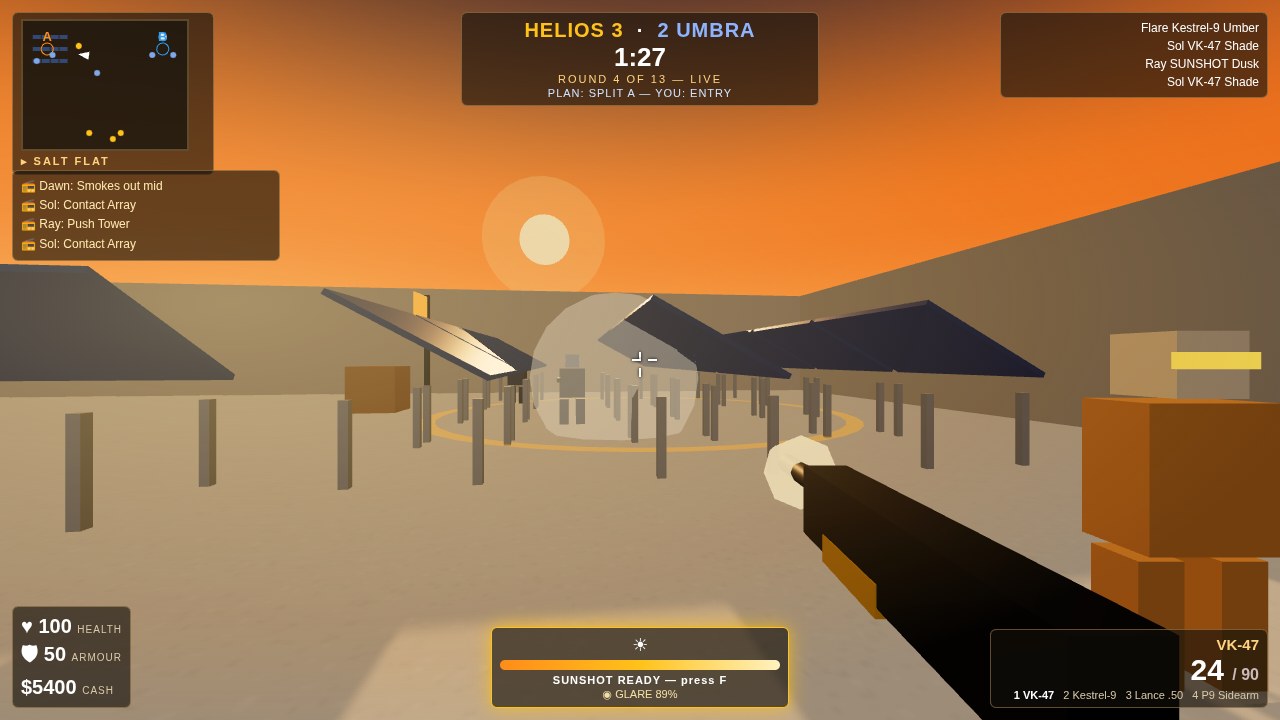 A
B
▸ SALT FLAT
📻 Dawn: Smokes out mid
📻 Sol: Contact Array
📻 Ray: Push Tower
📻 Sol: Contact Array
HELIOS 3 · 2 UMBRA
1:27
ROUND 4 OF 13 — LIVE
PLAN: SPLIT A — YOU: ENTRY
Flare Kestrel-9 Umber
Sol VK-47 Shade
Ray SUNSHOT Dusk
Sol VK-47 Shade
♥ 100 HEALTH
50 ARMOUR
$5400 CASH
☀
SUNSHOT READY — press F
◉ GLARE 89%
VK-47
24 / 90
1 VK-47 2 Kestrel-9 3 Lance .50 4 P9 Sidearm